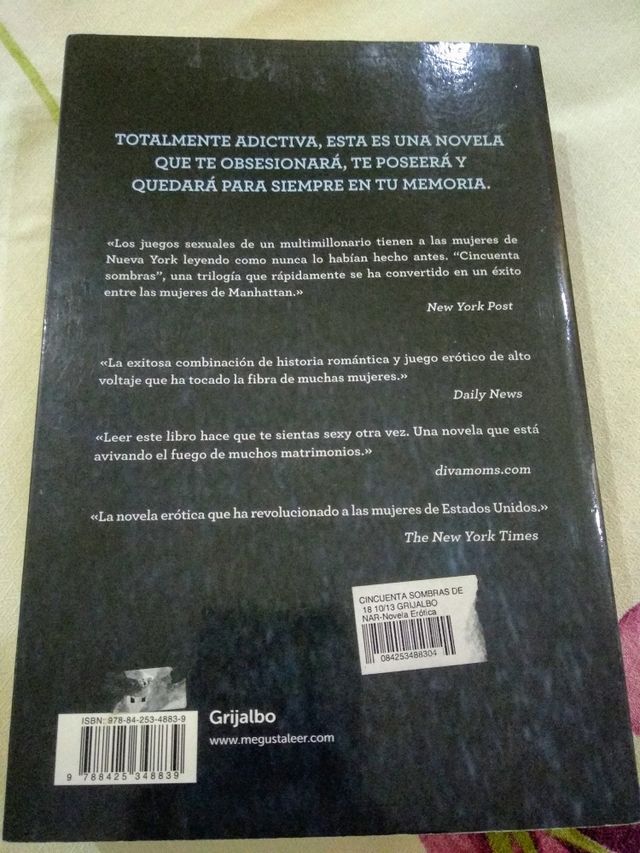 TOTALMENTE ADICTIVA, ESTA ES UNA NOVELA
QUE TE OBSESIONARÁ, TE POSEERÁ Y
QUEDARÁ PARA SIEMPRE EN TU MEMORIA.
«Los juegos sexuales de un multimillonario tienen a las mujeres de
Nueva York leyendo como nunca lo habían hecho antes. “Cincuenta
sombras”, una trilogía que rápidamente se ha convertido en un éxito
entre las mujeres de Manhattan.»
New York Post
«La exitosa combinación de historia romántica y juego erótico de alto
voltaje que ha tocado la fibra de muchas mujeres.»
Daily News
«Leer este libro hace que te sientas sexy otra vez. Una novela que está
avivando el fuego de muchos matrimonios.»
divamoms.com
«La novela erótica que ha revolucionado a las mujeres de Estados Unidos.»
The New York Times
CINCUENTA SOMBRAS DE
18 10/13 GRIJALBO
NAR-Novela Erótica
084253488304
ISBN: 978-84-253-4883-9
9 788425 348839
Grijalbo
www.megustaleer.com